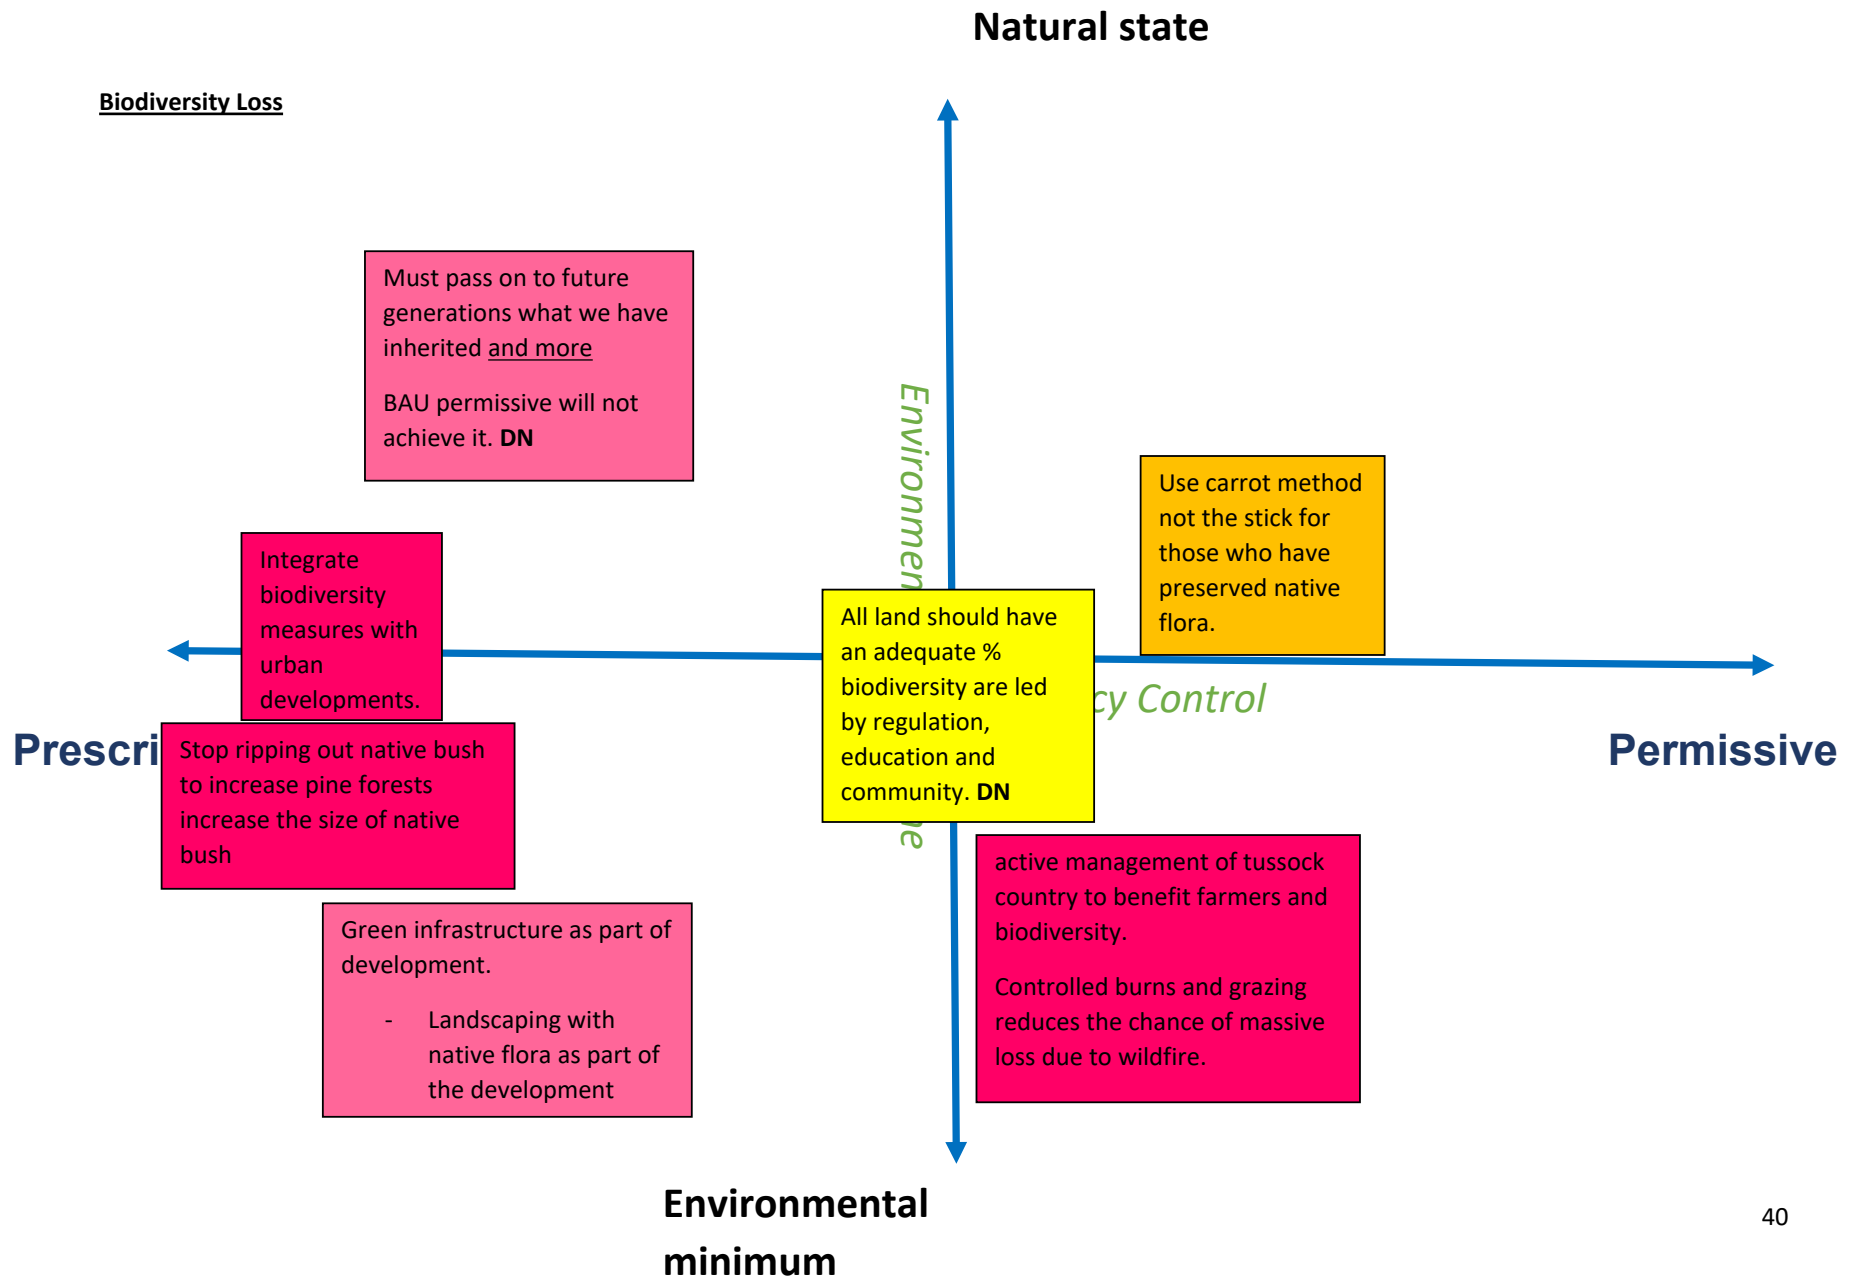 Natural state
Biodiversity Loss
Must pass on to future
generations what we have
inherited and more
BAU permissive will not
achieve it. DN
Use carrot method
not the stick for
those who have
preserved native
flora.
Integrate
biodiversity
measures with
urban
developments.
All land should have
an adequate %
biodiversity are led
by regulation,
education and
community. DN
Control
Stop ripping out native bush
to increase pine forests
increase the size of native
bush
Permissive
active management of tussock
country to benefit farmers and
biodiversity.
Controlled burns and grazing
reduces the chance of massive
loss due to wildfire.
Green infrastructure as part of
development.
- Landscaping with
native flora as part of
the development
Environmental
minimum
40